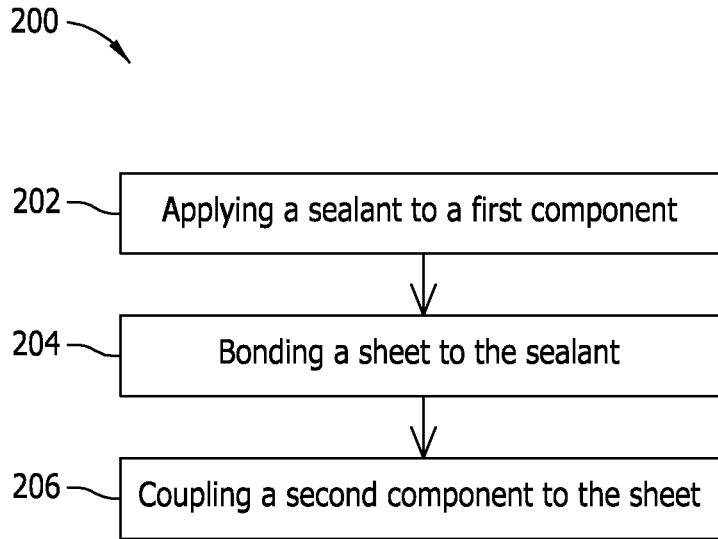 200
202 Applying a sealant to a first component
204 Bonding a sheet to the sealant
206 Coupling a second component to the sheet